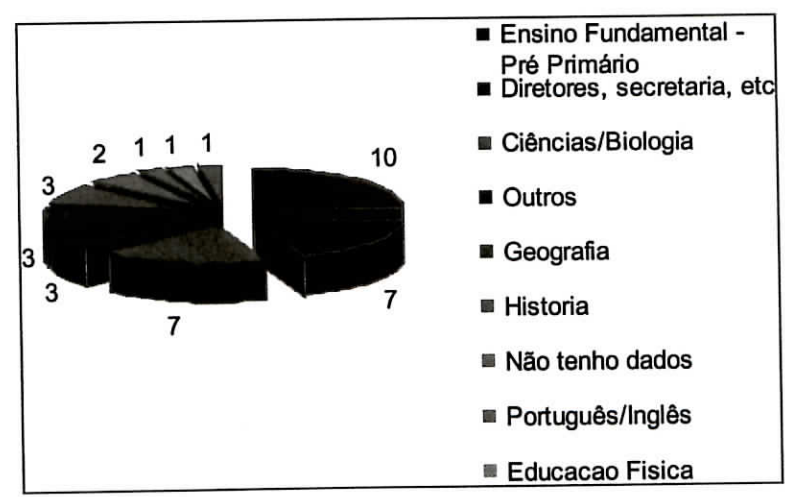 10
7
7
3
3
3
2
1
1
1
Ensino Fundamental -
Pré Primário
Diretores, secretaria, etc
Ciências/Biologia
Outros
Geografia
Historia
Não tenho dados
Português/Inglês
Educacao Fisica